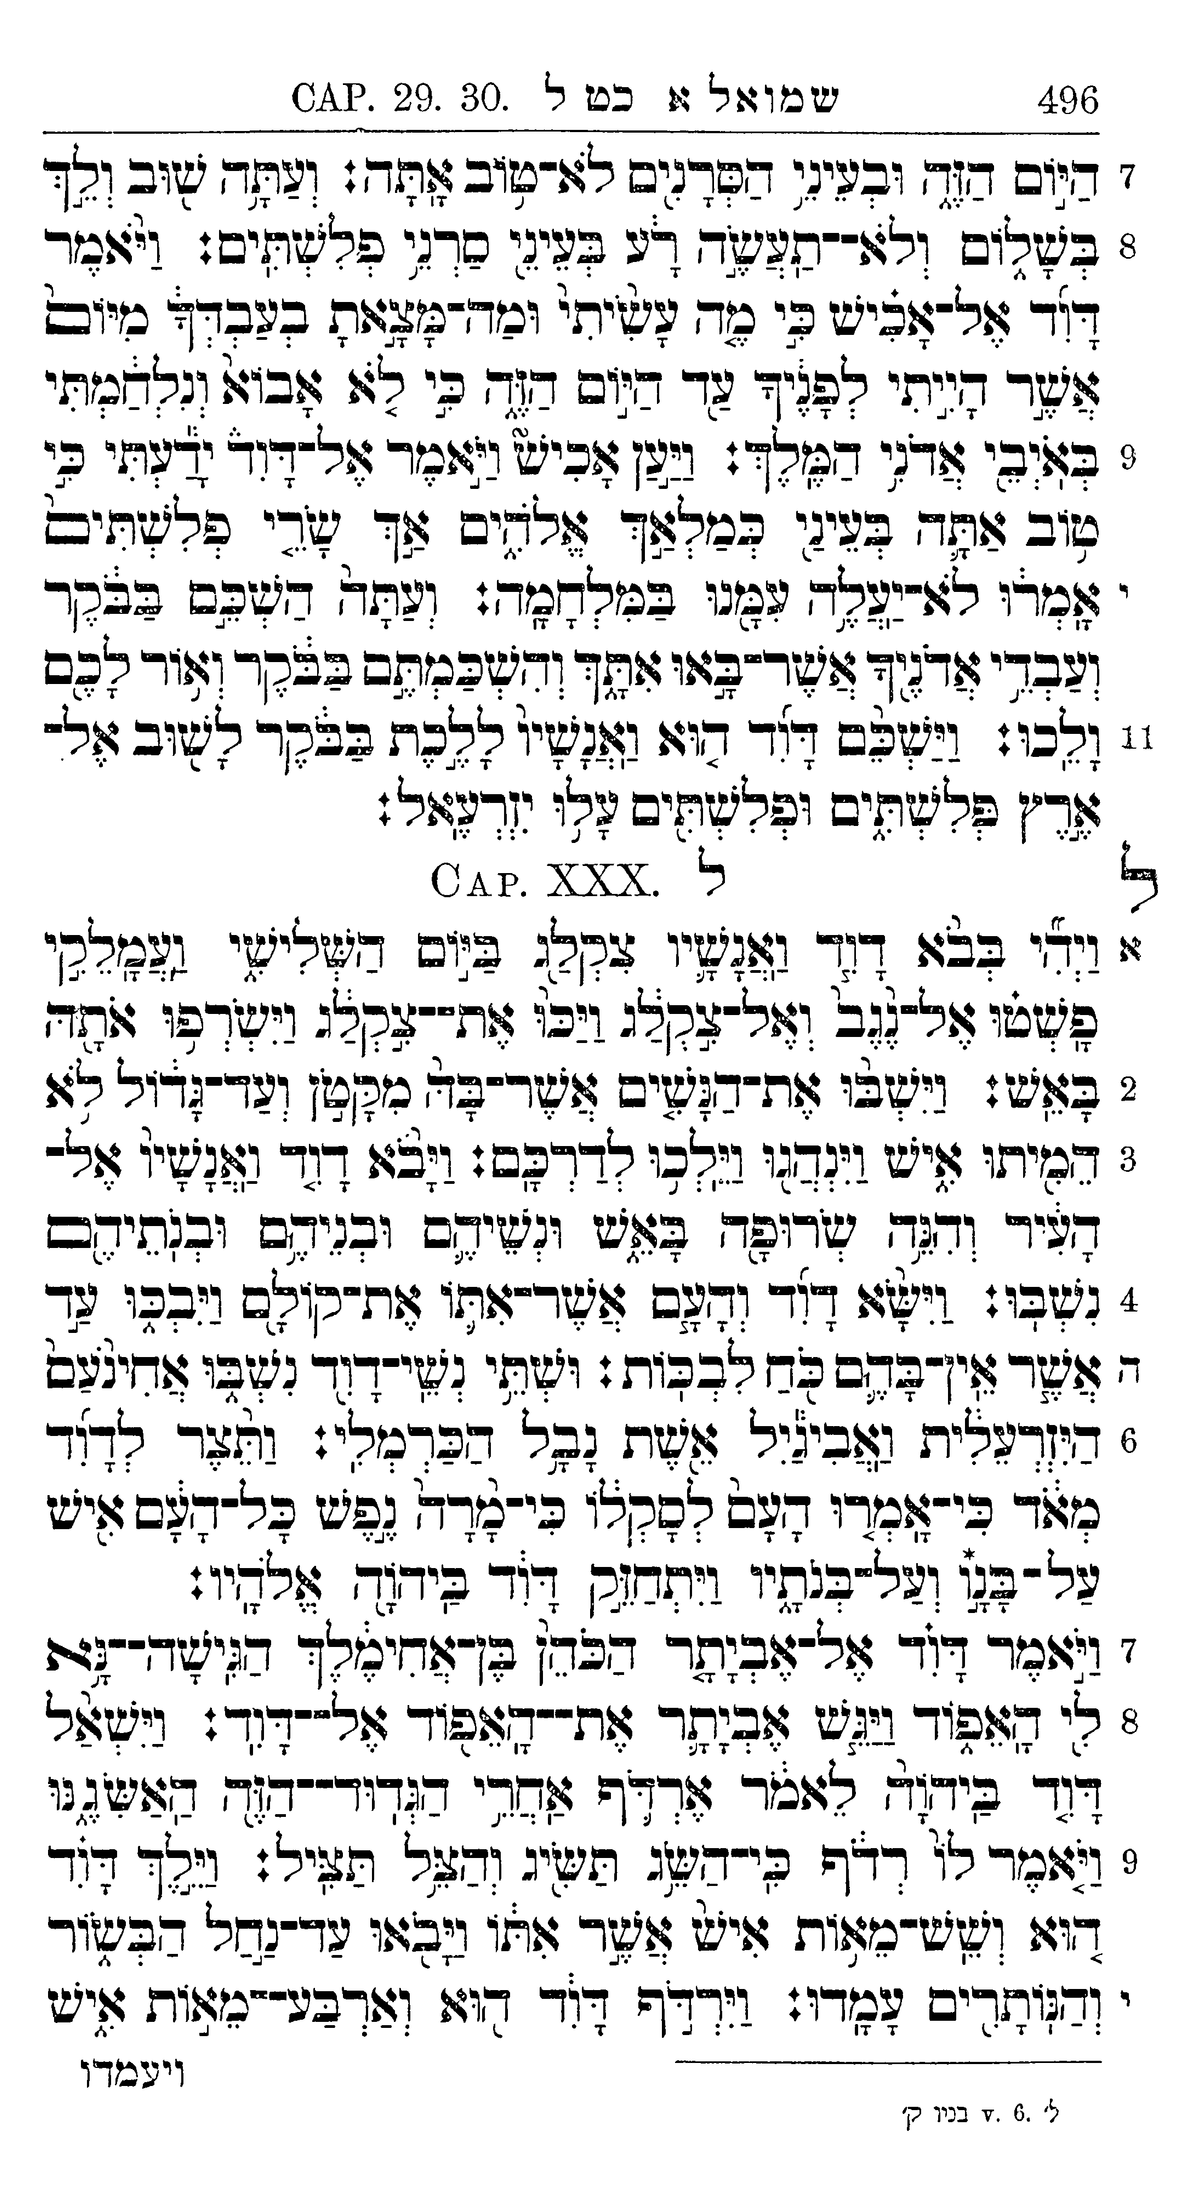 496 שמואל א כט ל CAP. 29. 30.
7 הַיּ֣וֹם הַזֶּ֑ה וּבְעֵינֵ֥י הַסְּרָנִ֖ים לֹא־ט֥וֹב אָֽתָּה׃ וְעַתָּ֥ה שׁ֖וּב וְלֵ֣ךְ
8 בְּשָׁל֑וֹם וְלֹא־תַֽעֲשֶׂ֣ה רָ֔ע בְּעֵינֵ֖י סַרְנֵ֥י פְלִשְׁתִּֽים׃ וַיֹּ֨אמֶר
דָּוִ֜ד אֶל־אָכִ֗ישׁ כִּ֣י מֶ֤ה עָשִׂ֙יתִי֙ וּמַה־מָּצָ֣אתָ בְעַבְדְּךָ֔ מִיּוֹם֙
אֲשֶׁ֣ר הָיִ֣יתִי לְפָנֶ֔יךָ עַ֖ד הַיּ֣וֹם הַזֶּ֑ה כִּ֣י לֹ֤א אָבוֹא֙ וְנִלְחַ֔מְתִּי
9 בְּאֹ֣יְבֵ֔י אֲדֹנִ֖י הַמֶּֽלֶךְ׃ וַיַּ֣עַן אָכִישׁ֮ וַיֹּ֣אמֶר אֶל־דָּוִד֒ יָדַ֕עְתִּי כִּ֣י
ט֥וֹב אַתָּ֛ה בְּעֵינַ֖י כְּמַלְאַ֣ךְ אֱלֹהִ֑ים אַ֣ךְ שָׂרֵ֤י פְלִשְׁתִּים֙
י אָֽמְר֔וּ לֹא־יַֽעֲלֶ֥ה עִמָּ֖נוּ בַּמִּלְחָמָֽה׃ וְעַתָּה֙ הַשְׁכֵּ֣ם בַּבֹּ֔קֶר
וְעַבְדֵ֥י אֲדֹנֶ֖יךָ אֲשֶׁר־בָּ֣אוּ אִתָּ֑ךְ וְהִשְׁכַּמְתֶּ֣ם בַּבֹּ֔קֶר וְא֥וֹר לָכֶ֖ם
11 וָלֵֽכוּ׃ וַיַּשְׁכֵּ֨ם דָּוִ֜ד ה֤וּא וַֽאֲנָשָׁיו֙ לָלֶ֣כֶת בַּבֹּ֔קֶר לָשׁ֖וּב אֶל־
אֶ֣רֶץ פְּלִשְׁתִּ֑ים וּפְלִשְׁתִּ֖ים עָל֥וּ יִזְרְעֶֽאל׃
ל ל CAP. XXX.
א וַיְהִ֞י בְּבֹ֨א דָוִ֧ד וַֽאֲנָשָׁ֛יו צִקְלַ֖ג בַּיּ֣וֹם הַשְּׁלִישִׁ֑י וַֽעֲמָֽלֵקִ֣י
פָֽשְׁט֗וּ אֶל־נֶ֙גֶב֙ וְאֶל־צִ֣קְלַ֔ג וַיַּכּוּ֙ אֶת־צִ֣קְלַ֔ג וַיִּשְׂרְפ֥וּ אֹתָ֖הּ
2 בָּאֵֽשׁ׃ וַיִּשְׁבּ֨וּ אֶת־הַנָּשִׁ֤ים אֲשֶׁר־בָּהּ֙ מִקָּטֹ֣ן וְעַד־גָּד֔וֹל לֹ֥א
3 הֵמִ֖יתוּ אִ֑ישׁ וַיִּ֨נְהֲג֔וּ וַיֵּֽלְכ֖וּ לְדַרְכָּֽם׃ וַיָּבֹ֨א דָוִ֤ד וַֽאֲנָשָׁיו֙ אֶל־
הָעִ֔יר וְהִנֵּ֥ה שְׂרוּפָ֖ה בָּאֵ֑שׁ וּנְשֵׁיהֶ֛ם וּבְנֵיהֶ֥ם וּבְנֹֽתֵיהֶ֖ם
4 נִשְׁבּֽוּ׃ וַיִּשָּׂ֨א דָוִ֜ד וְהָעָ֧ם אֲשֶׁר־אִתּ֛וֹ אֶת־קוֹלָ֖ם וַיִּבְכּ֑וּ עַ֣ד
ה אֲשֶׁ֧ר אֵֽין־בָּהֶ֛ם כֹּ֖חַ לִבְכּֽוֹת׃ וּשְׁתֵּ֥י נְשֵֽׁי־דָוִ֖ד נִשְׁבּ֑וּ אֲחִינֹ֙עַם֙
6 הַיִּזְרְעֵלִ֔ית וַֽאֲבִיגַ֕יִל אֵ֖שֶׁת נָבָ֥ל הַכַּרְמְלִֽי׃ וַתֵּ֨צֶר לְדָוִ֜ד
מְאֹ֗ד כִּי־אָֽמְר֤וּ הָעָם֙ לְסָקְל֔וֹ כִּי־מָ֙רָה֙ נֶ֣פֶשׁ כָּל־הָעָ֔ם אִ֖ישׁ
עַל־בָּנָ֣ו* וְעַל־בְּנֹתָ֑יו וַיִּתְחַזֵּ֣ק דָּוִ֔ד בַּֽיהוָֹ֖ה אֱלֹהָֽיו׃
7 וַיֹּ֣אמֶר דָּוִ֗ד אֶל־אֶבְיָתָ֤ר הַכֹּהֵן֙ בֶּן־אֲחִימֶ֔לֶךְ הַגִּֽישָׁה־נָּ֥א
8 לִ֖י הָֽאֵפ֑וֹד וַיַּגֵּ֧שׁ אֶבְיָתָ֛ר אֶת־הָֽאֵפ֖וֹד אֶל־דָּוִֽד׃ וַיִּשְׁאַ֨ל
דָּוִ֤ד בַּֽיהוָֹה֙ לֵאמֹ֔ר אֶרְדֹּ֛ף אַֽחֲרֵ֥י הַגְּדֽוּד־הַזֶּ֖ה הַֽאַשִּׂגֶ֑נּוּ
9 וַיֹּ֤אמֶר לוֹ֙ רְדֹ֔ף כִּֽי־הַשֵּׂ֥ג תַּשִּׂ֖יג וְהַצֵּ֥ל תַּצִּֽיל׃ וַיֵּ֣לֶךְ דָּוִ֗ד
ה֚וּא וְשֵֽׁשׁ־מֵא֥וֹת אִישׁ֙ אֲשֶׁ֣ר אִתּ֔וֹ וַיָּבֹ֖אוּ עַד־נַ֣חַל הַבְּשׂ֑וֹר
י וְהַנּֽוֹתָרִ֖ים עָמָֽדוּ׃ וַיִּרְדֹּ֣ף דָּוִ֔ד ה֖וּא וְאַרְבַּע־מֵא֣וֹת אִ֑ישׁ
ויעמדו
ל׳ v. 6. בניו ק׳